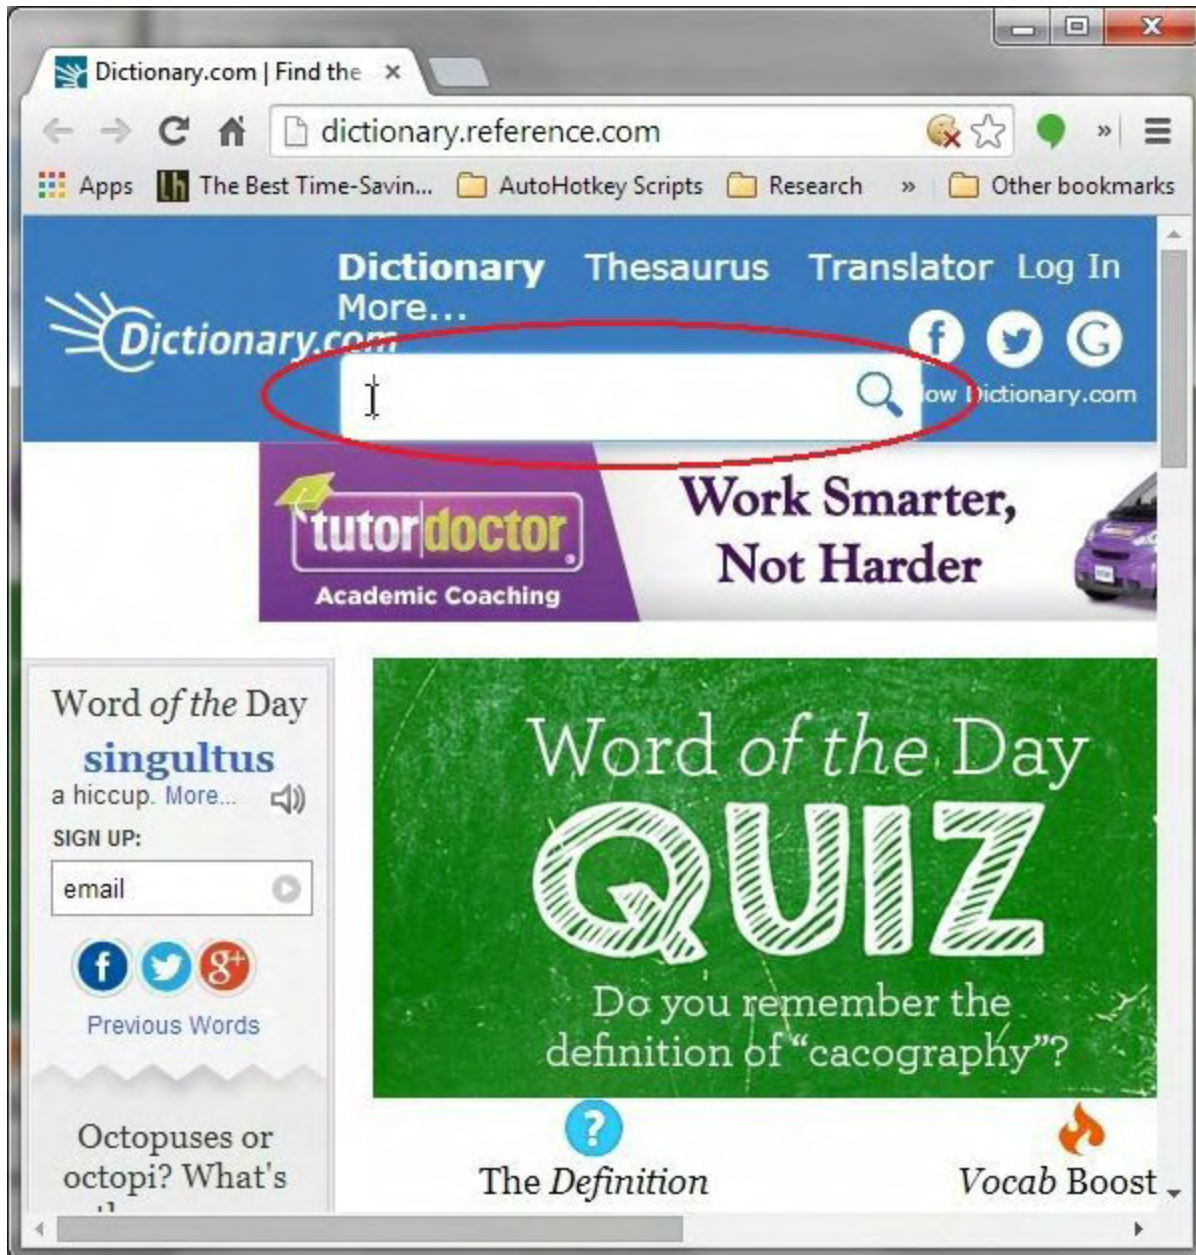 Dictionary.com | Find the
dictionary.reference.com
Apps
The Best Time-Savin...
AutoHotkey Scripts
Research
»
Other bookmarks
Dictionary Thesaurus Translator Log In
More...
Dictionary.com
low Dictionary.com
tutor doctor
Academic Coaching
Work Smarter,
Not Harder
Word of the Day
singultus
a hiccup. More...
SIGN UP:
email
Previous Words
Octopuses or
octopi? What's
Word of the Day
QUIZ
Do you remember the
definition of "cacography"?
The Definition
Vocab Boost